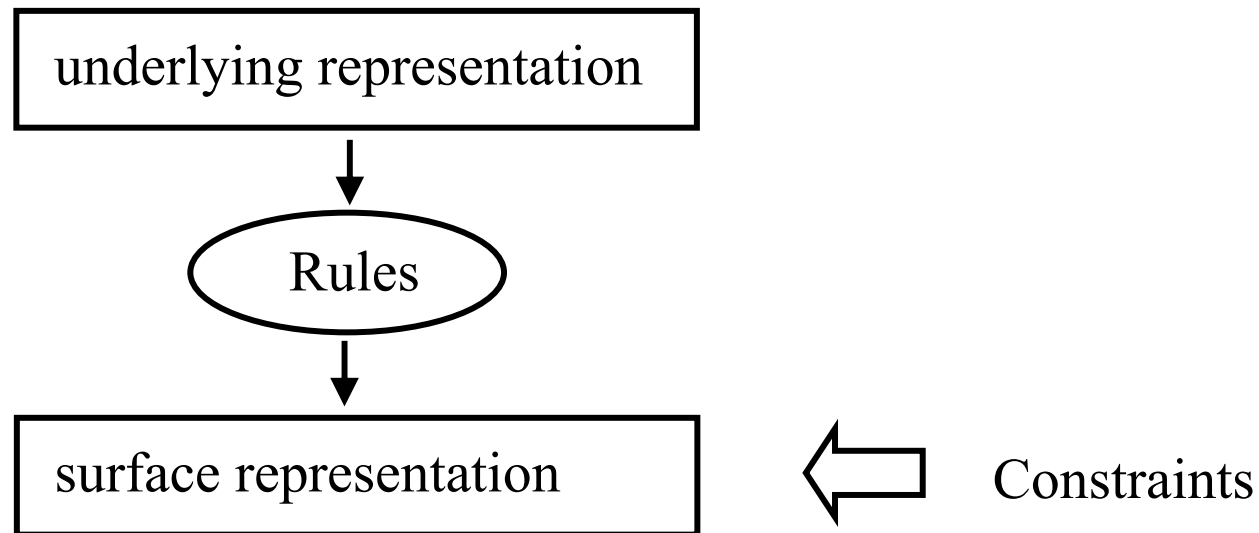 underlying representation
Rules
surface representation
Constraints